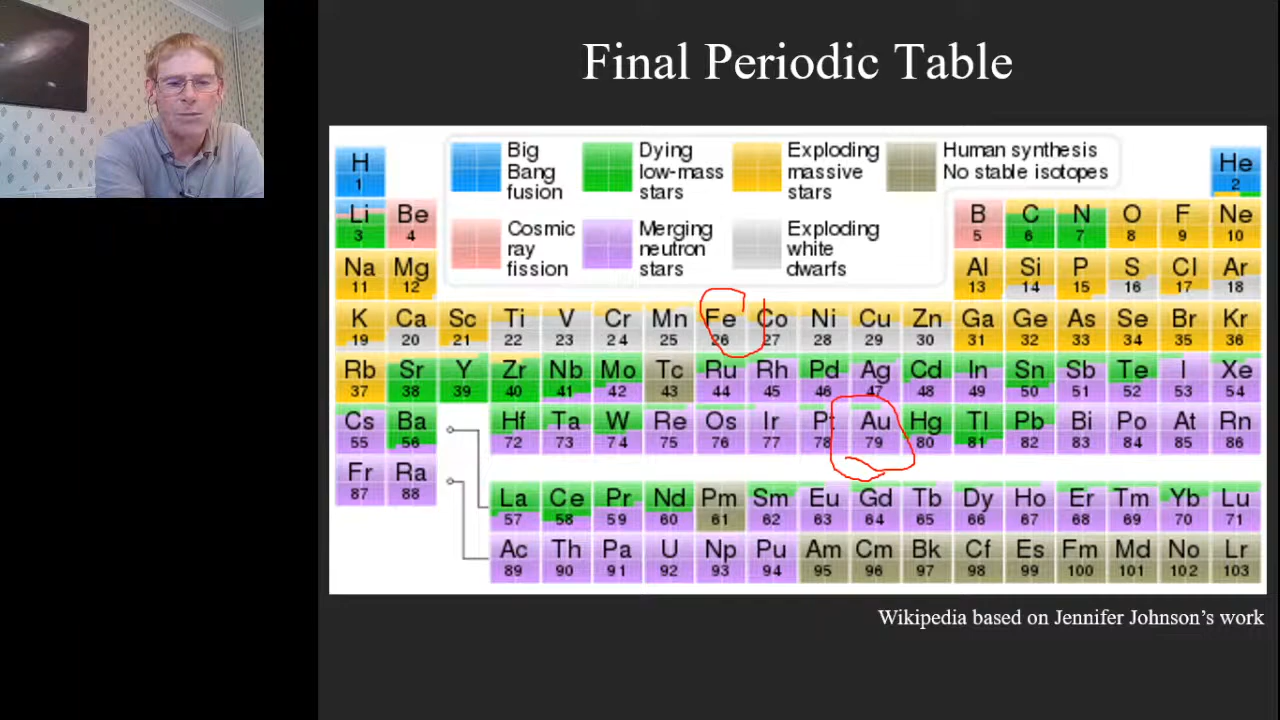 Final Periodic Table
Big Bang fusion
Dying low-mass stars
Exploding massive stars
Human synthesis
No stable isotopes
Cosmic ray fission
Merging neutron stars
Exploding white dwarfs
H He
1 2
Li Be B C N O F Ne
3 4 5 6 7 8 9 10
Na Mg Al Si P S Cl Ar
11 12 13 14 15 16 17 18
K Ca Sc Ti V Cr Mn Fe Co Ni Cu Zn Ga Ge As Se Br Kr
19 20 21 22 23 24 25 26 27 28 29 30 31 32 33 34 35 36
Rb Sr Y Zr Nb Mo Tc Ru Rh Pd Ag Cd In Sn Sb Te I Xe
37 38 39 40 41 42 43 44 45 46 47 48 49 50 51 52 53 54
Cs Ba Hf Ta W Re Os Ir Pt Au Hg Tl Pb Bi Po At Rn
55 56 72 73 74 75 76 77 78 79 80 81 82 83 84 85 86
Fr Ra
87 88
La Ce Pr Nd Pm Sm Eu Gd Tb Dy Ho Er Tm Yb Lu
57 58 59 60 61 62 63 64 65 66 67 68 69 70 71
Ac Th Pa U Np Pu Am Cm Bk Cf Es Fm Md No Lr
89 90 91 92 93 94 95 96 97 98 99 100 101 102 103
Wikipedia based on Jennifer Johnson’s work